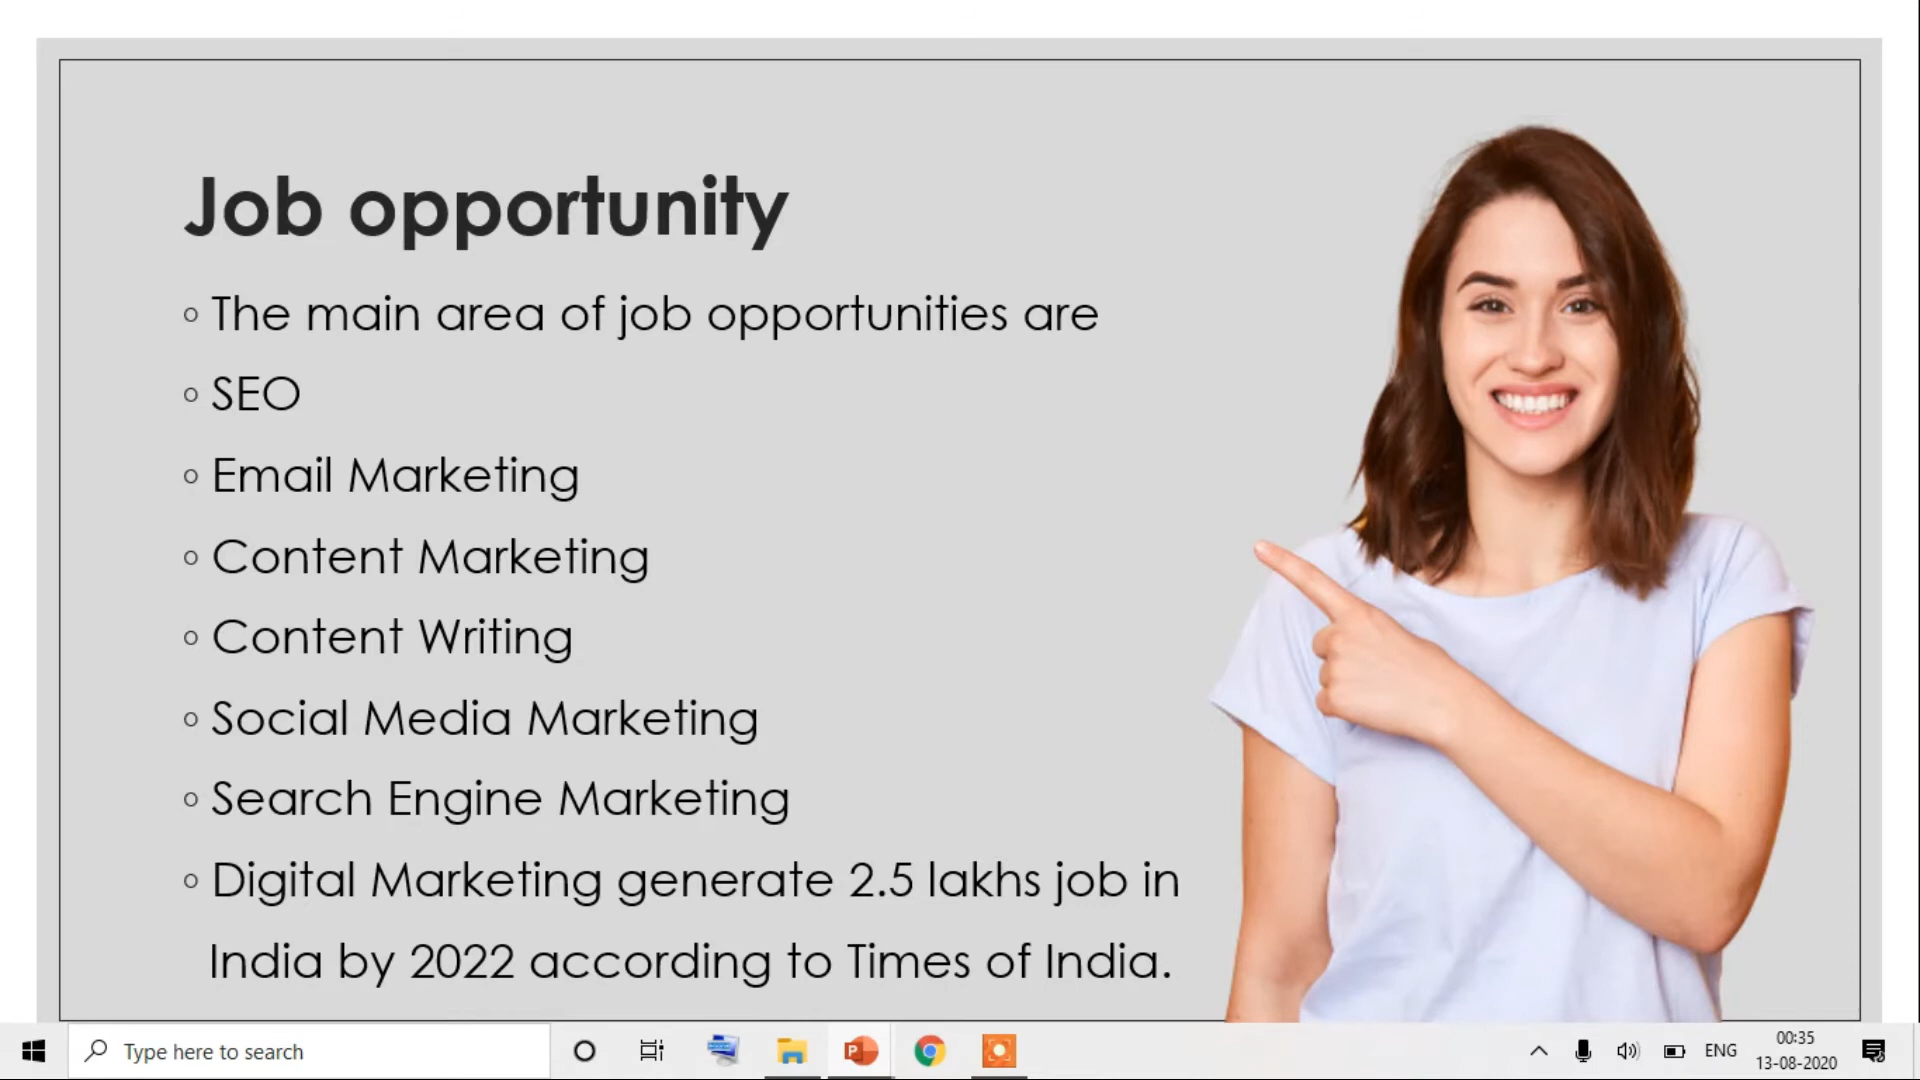 Job opportunity
◦ The main area of job opportunities are
◦ SEO
◦ Email Marketing
◦ Content Marketing
◦ Content Writing
◦ Social Media Marketing
◦ Search Engine Marketing
◦ Digital Marketing generate 2.5 lakhs job in
India by 2022 according to Times of India.
Type here to search
ENG
00:35
13-08-2020